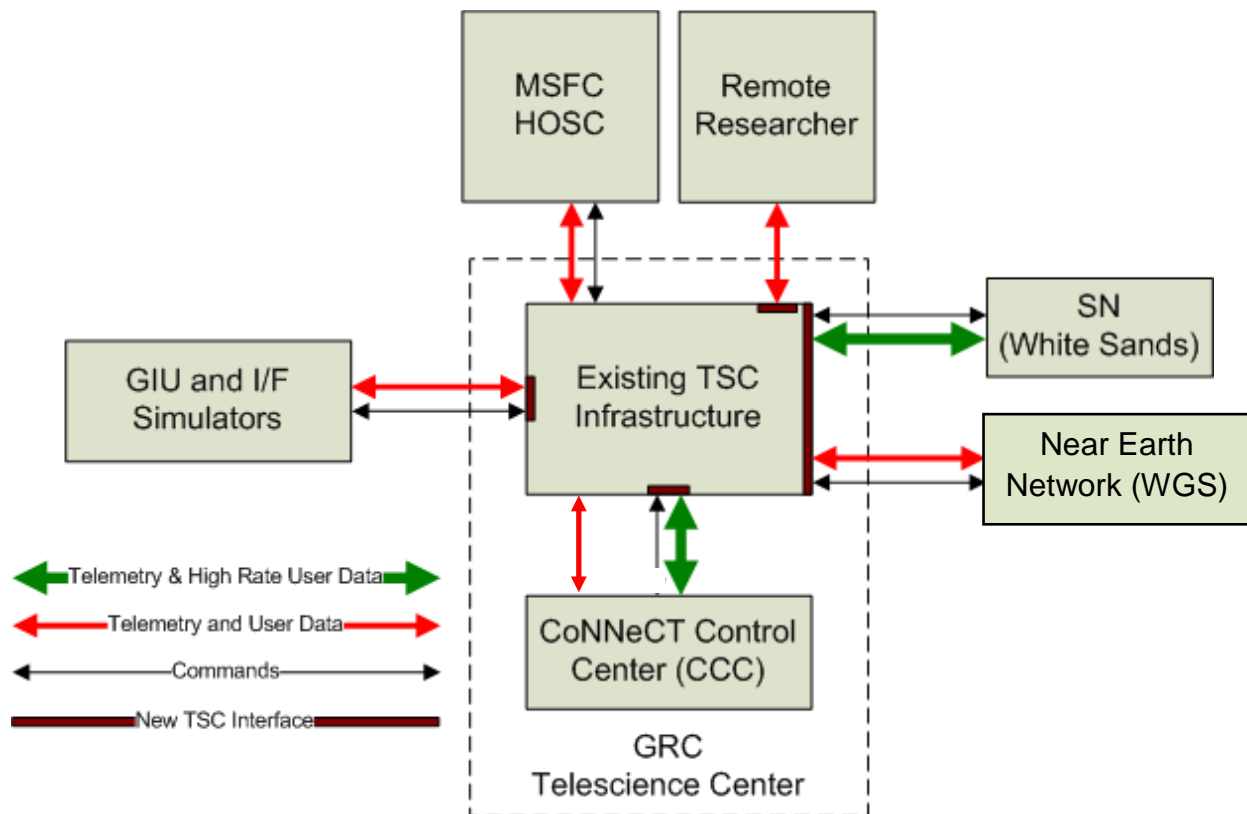 MSFC
HOSC
Remote
Researcher
SN
(White Sands)
GIU and I/F
Simulators
Existing TSC
Infrastructure
Near Earth
Network (WGS)
Telemetry & High Rate User Data
Telemetry and User Data
Commands
New TSC Interface
CoNNeCT Control
Center (CCC)
GRC
Telescience Center